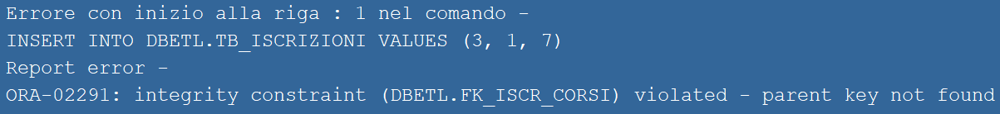 Errore con inizio alla riga : 1 nel comando -
INSERT INTO DBETL.TB_ISCRIZIONI VALUES (3, 1, 7)
Report error -
ORA-02291: integrity constraint (DBETL.FK_ISCR_CORSI) violated - parent key not found